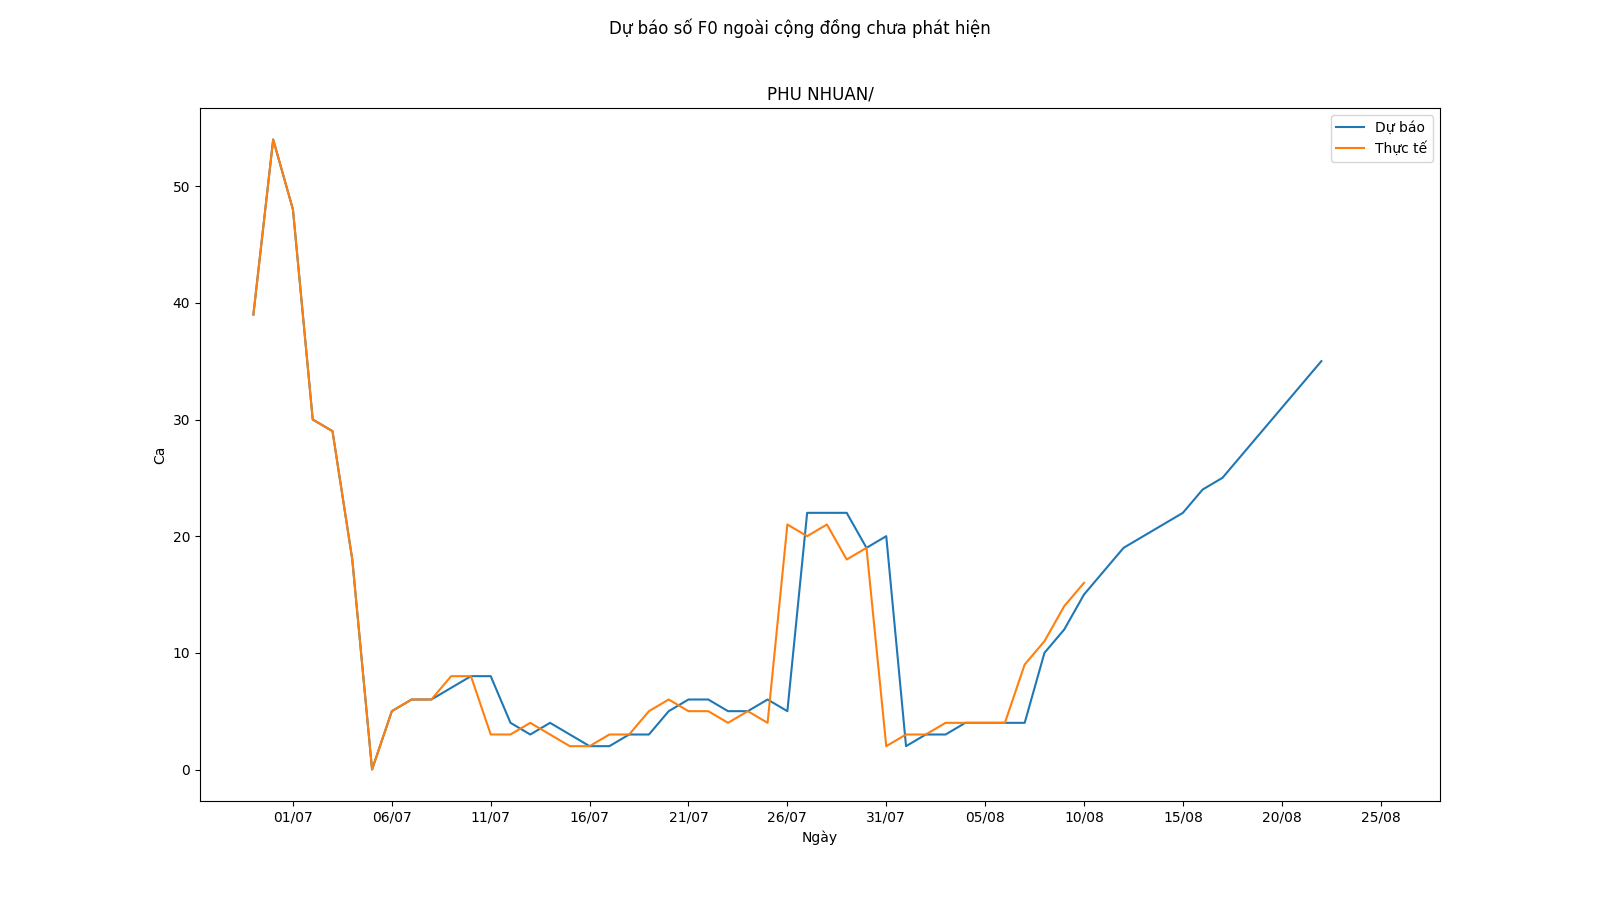 Dự báo số F0 ngoài cộng đồng chưa phát hiện
PHU NHUAN/
Dự báo
Thực tế
50
40
30
20
10
0
Ca
01/07 06/07 11/07 16/07 21/07 26/07 31/07 05/08 10/08 15/08 20/08 25/08
Ngày